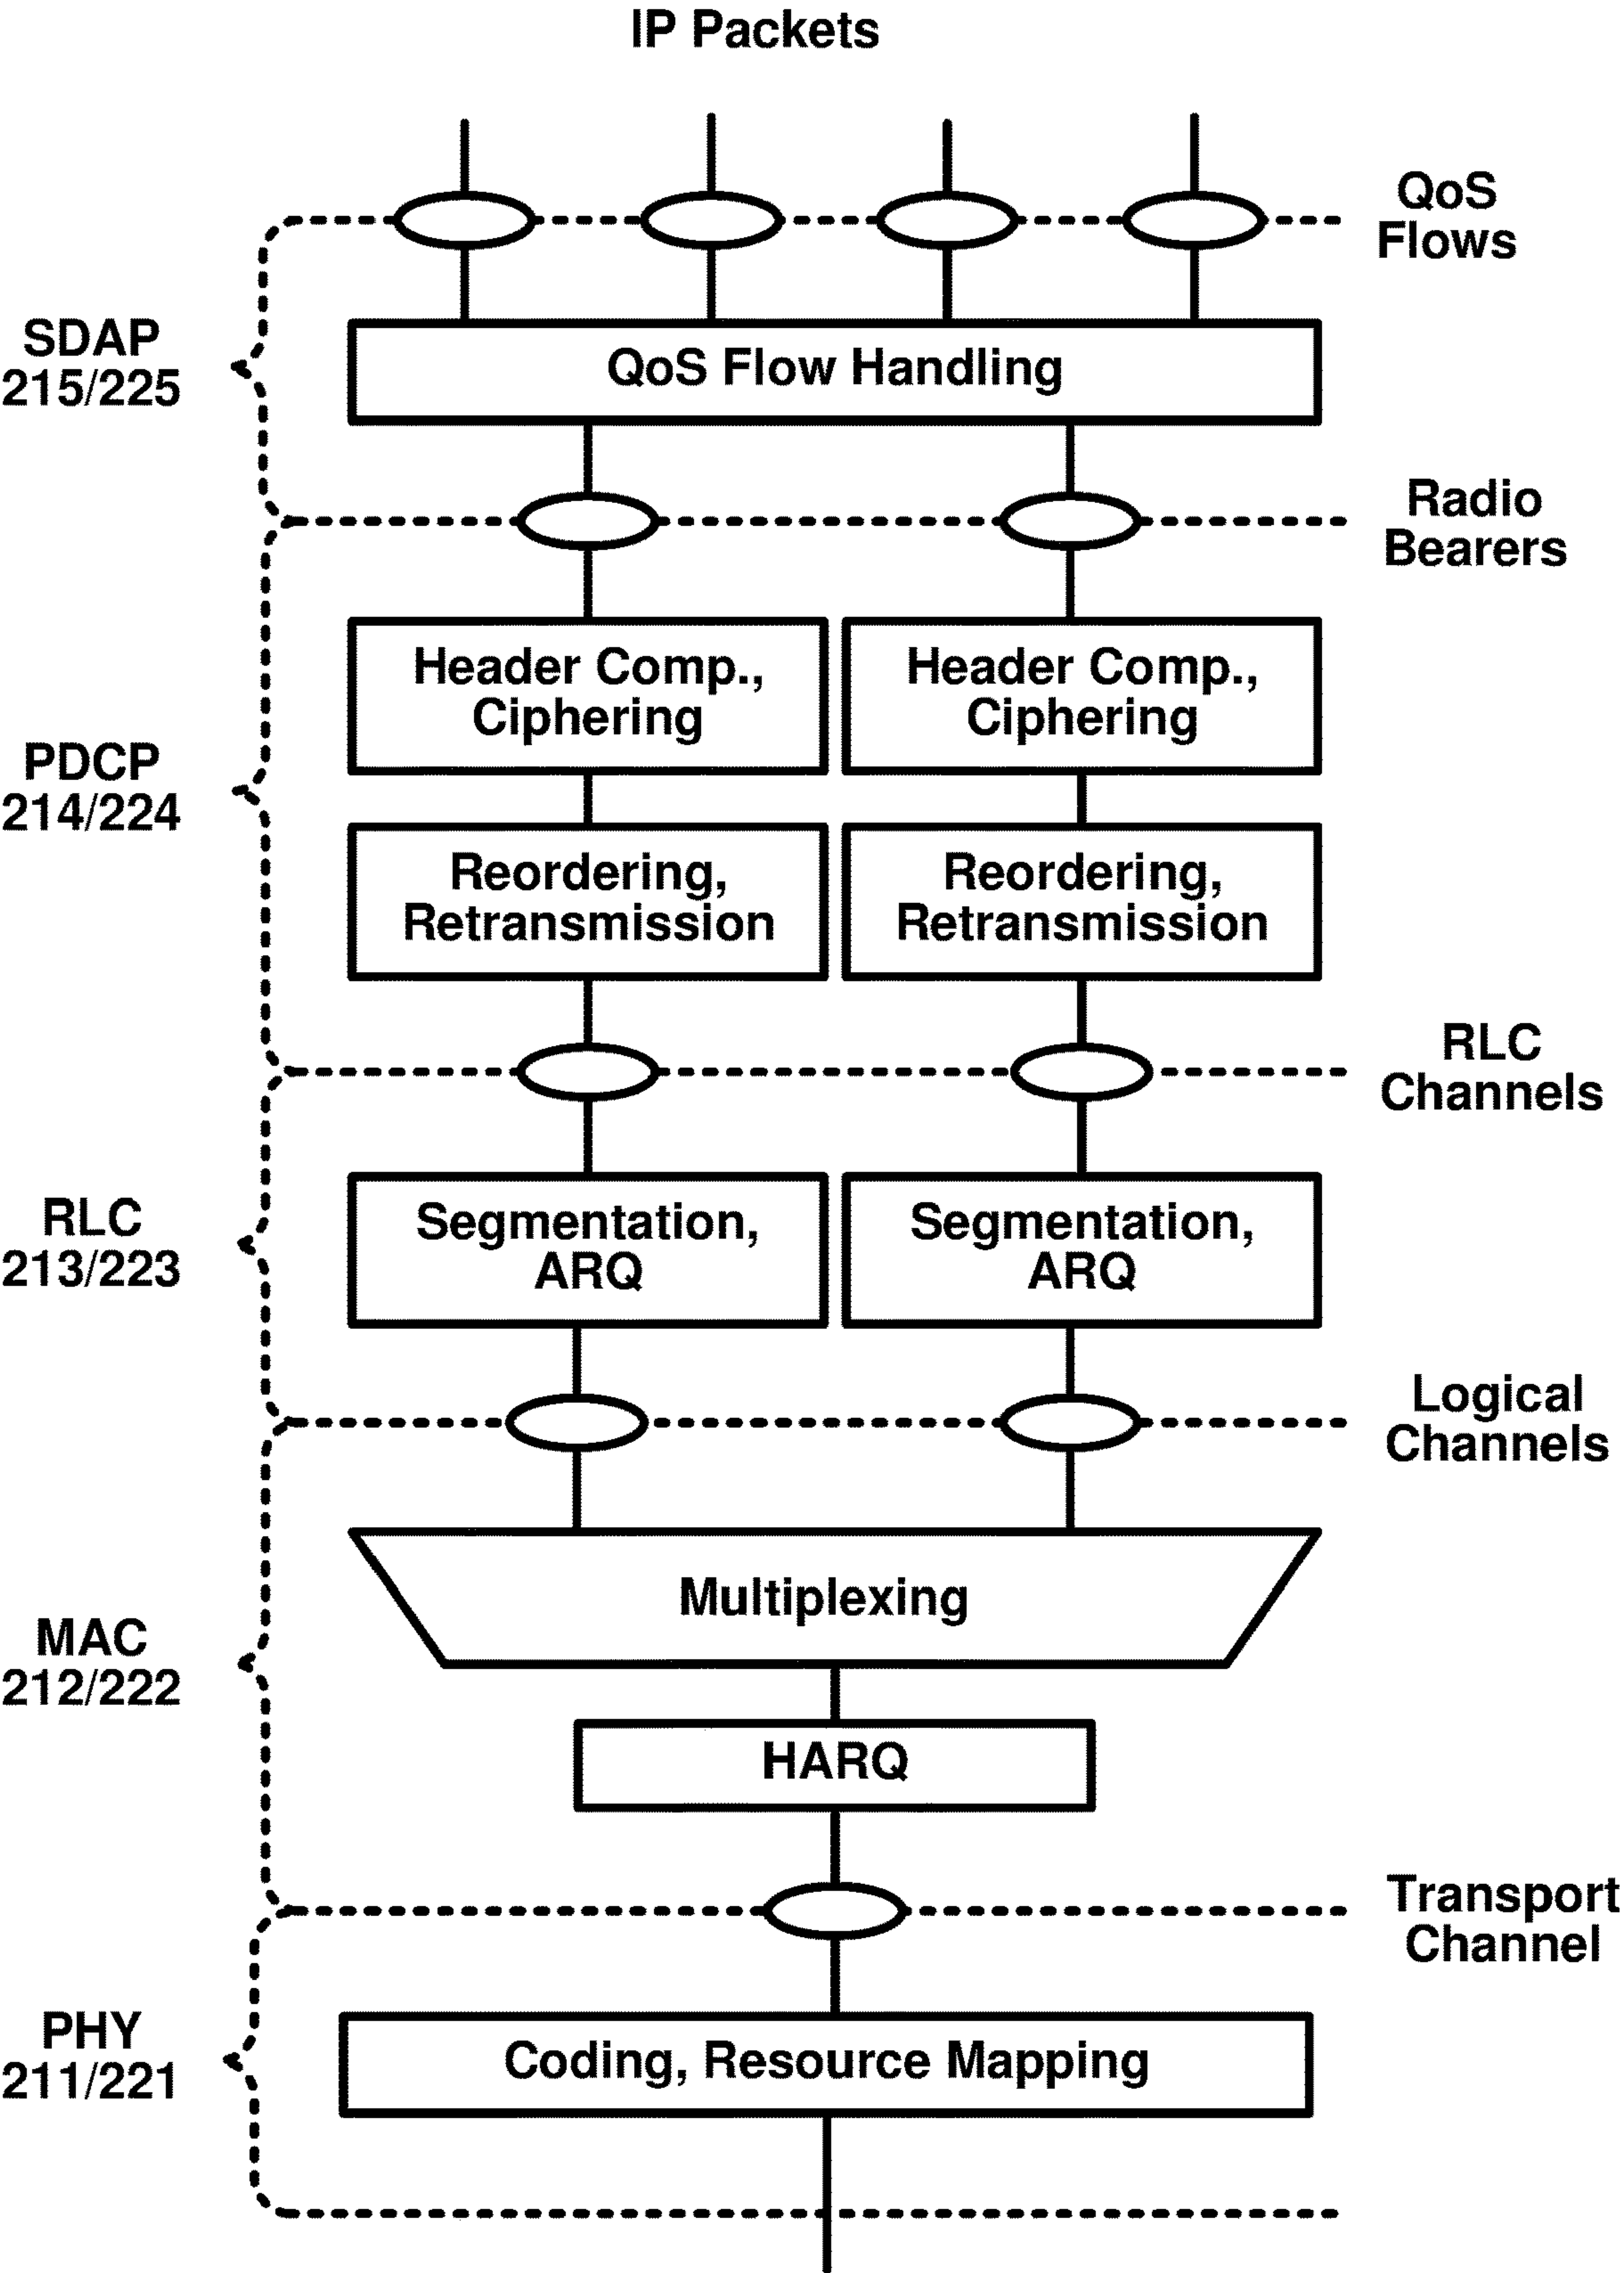 IP Packets
QoS
Flows
SDAP
215/225
QoS Flow Handling
Radio
Bearers
Header Comp.,
Ciphering
Header Comp.,
Ciphering
PDCP
214/224
Reordering,
Retransmission
Reordering,
Retransmission
RLC
Channels
RLC
213/223
Segmentation,
ARQ
Segmentation,
ARQ
Logical
Channels
Multiplexing
MAC
212/222
HARQ
Transport
Channel
PHY
211/221
Coding, Resource Mapping